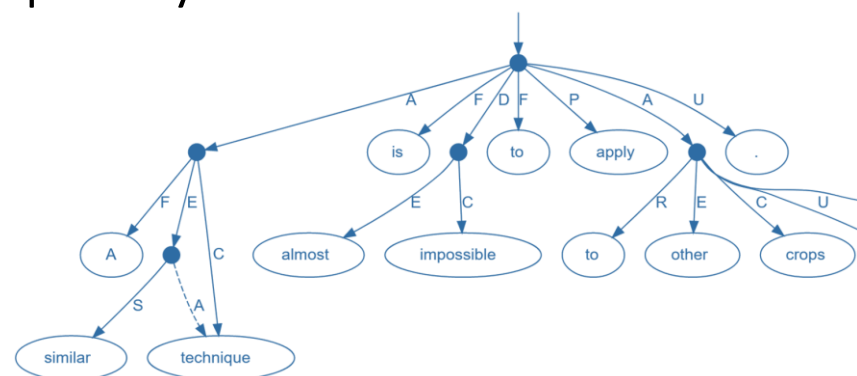 A F D F P A U
is to apply .
F E C E C R E C U
A almost impossible to other crops
S A
similar technique